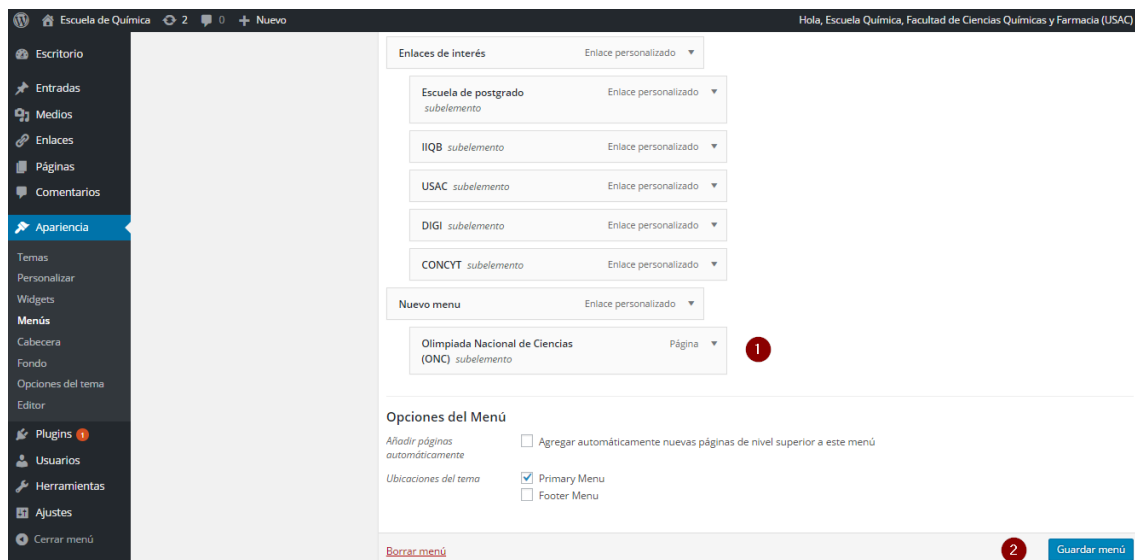 Escuela de Química 2 0 + Nuevo Hola, Escuela Química, Facultad de Ciencias Químicas y Farmacia (USAC)
Escritorio
Entradas
Medios
Enlaces
Páginas
Comentarios
Apariencia
Temas
Personalizar
Widgets
Menús
Cabecera
Fondo
Opciones del tema
Editor
Plugins 1
Usuarios
Herramientas
Ajustes
Cerrar menú
Enlaces de interés Enlace personalizado
Escuela de postgrado Enlace personalizado
subelemento
IIQB subelemento Enlace personalizado
USAC subelemento Enlace personalizado
DIGI subelemento Enlace personalizado
CONCYT subelemento Enlace personalizado
Nuevo menu Enlace personalizado
Olimpiada Nacional de Ciencias Página 1
(ONC) subelemento
Opciones del Menú
Añadir páginas Agregar automáticamente nuevas páginas de nivel superior a este menú
automáticamente
Ubicaciones del tema Primary Menu
Footer Menu
Borrar menú 2 Guardar menú